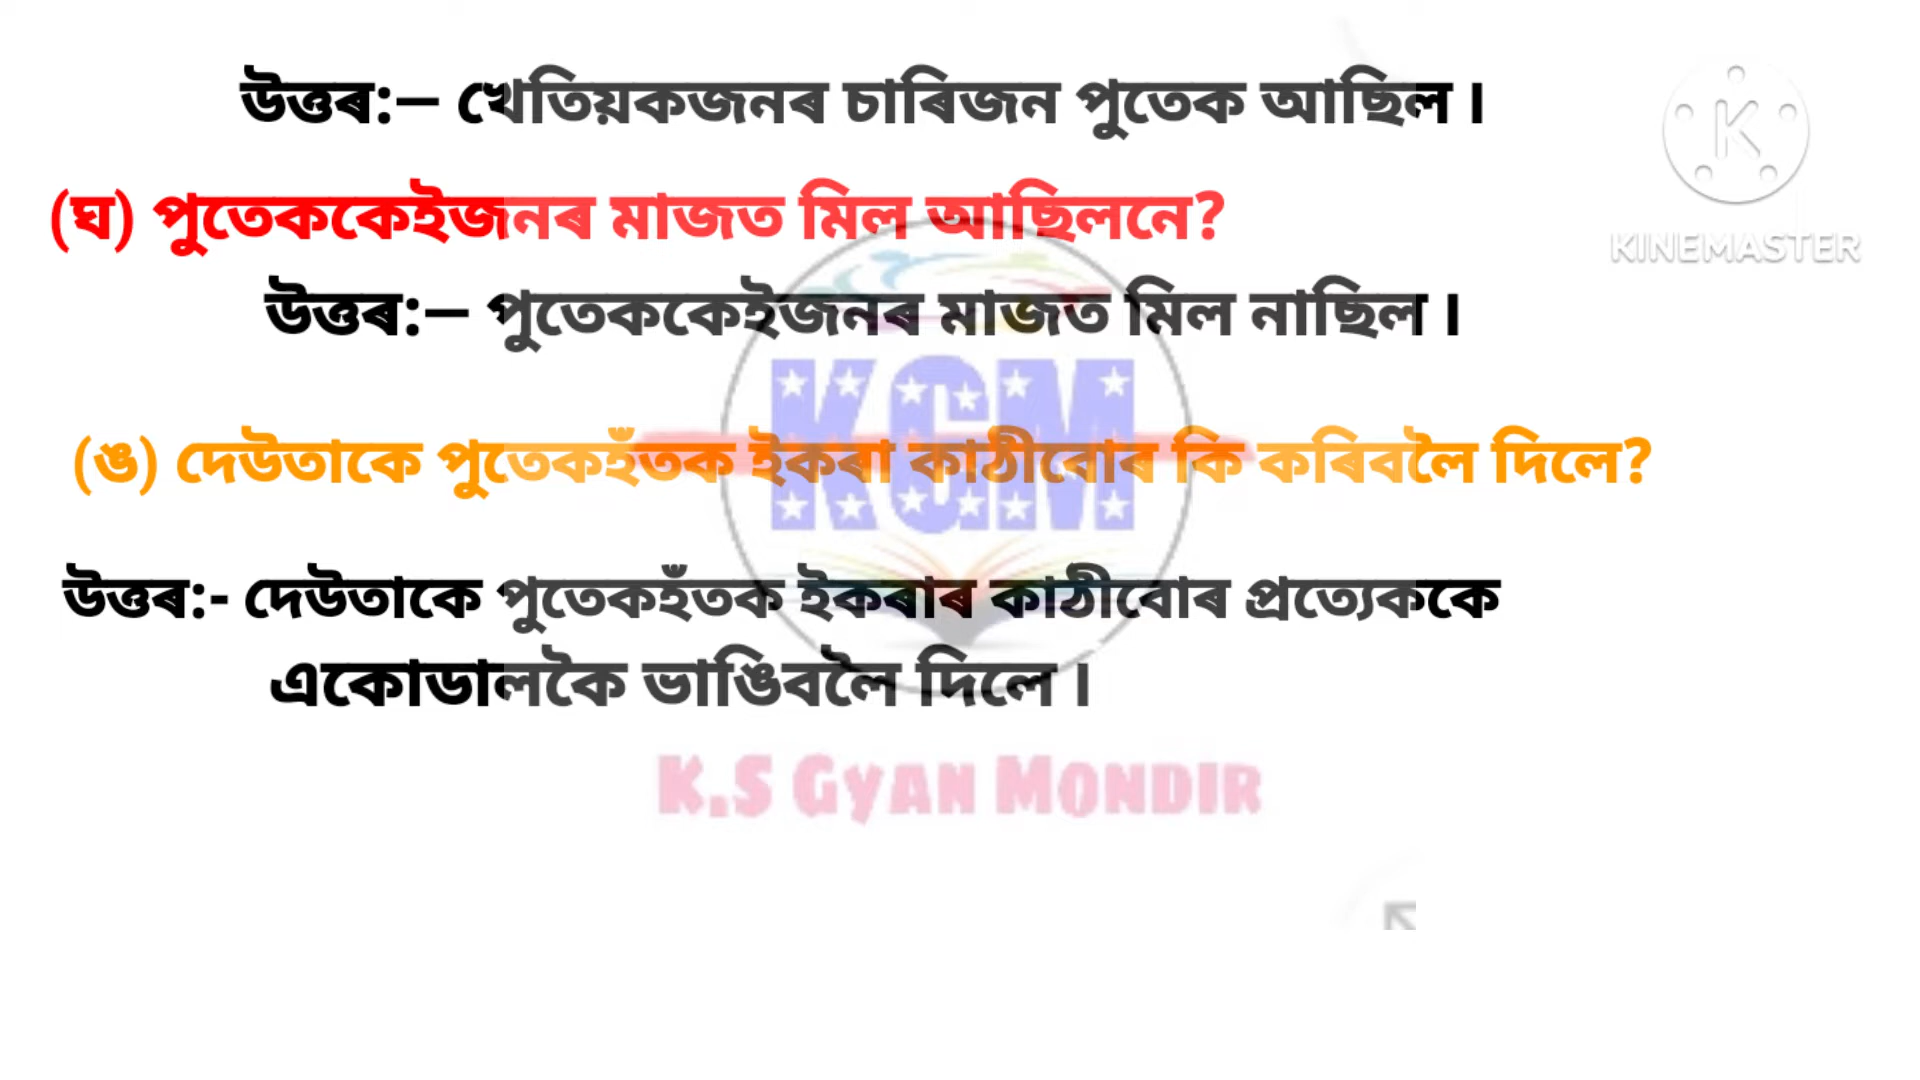 উত্তৰ:— খেতিয়কজনৰ চাৰিজন পুতেক আছিল ।
(ঘ) পুতেককেইজনৰ মাজত মিল আছিলনে?
উত্তৰ:— পুতেককেইজনৰ মাজত মিল নাছিল ।
(ঙ) দেউতাকে পুতেকহঁতক ইকৰা কাঠীবোৰ কি কৰিবলৈ দিলে?
উত্তৰ:- দেউতাকে পুতেকহঁতক ইকৰাৰ কাঠীবোৰ প্ৰত্যেককে
একোডালকৈ ভাঙিবলৈ দিলে ।
KGM
K.S GYAN MONDIR
K
KINEMASTER